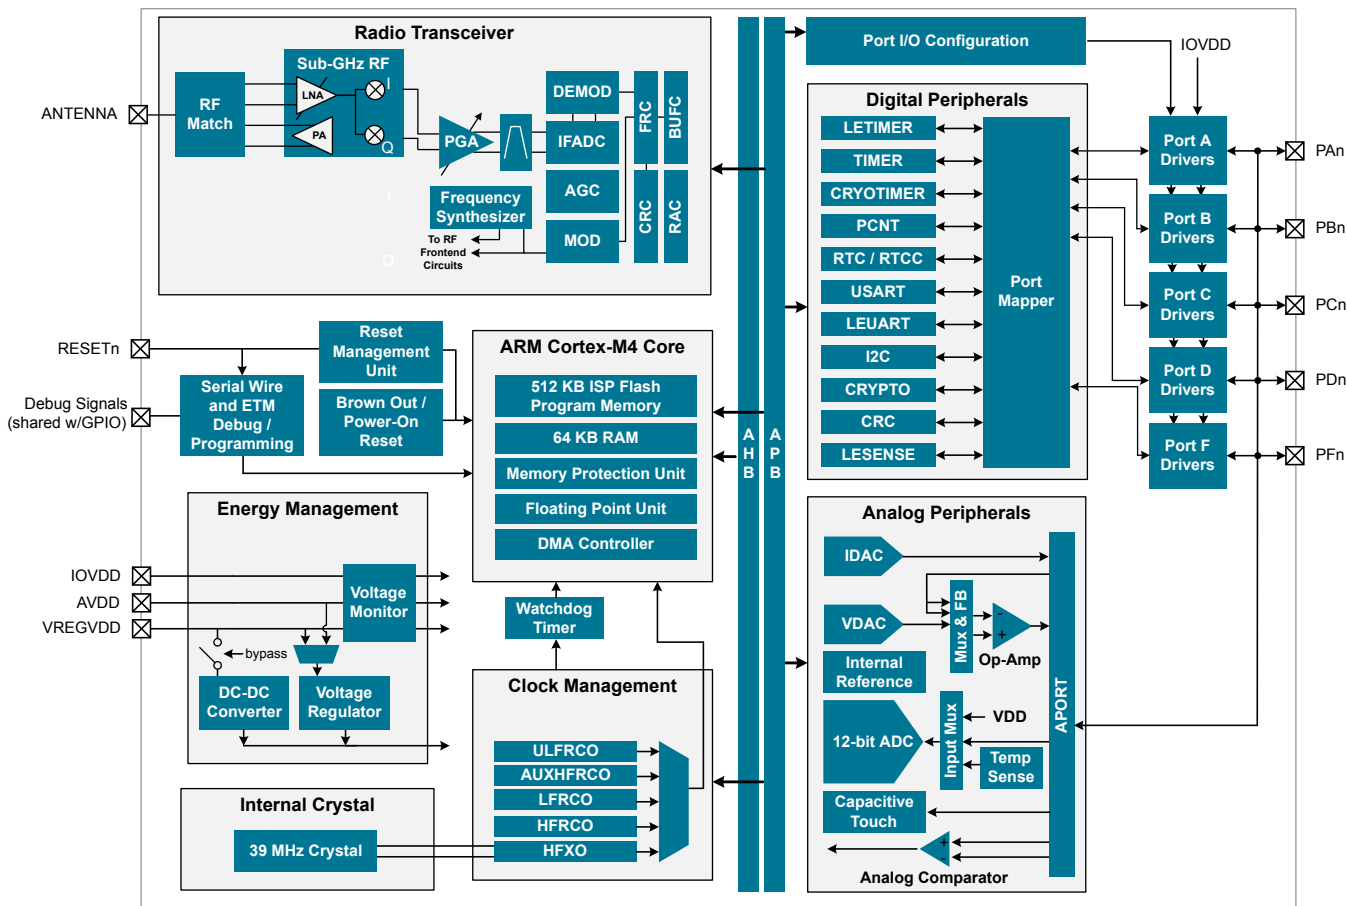 Radio Transceiver
Sub-GHz RF
I
LNA
PA
Q
RF
Match
ANTENNA
PGA
DEMOD
IFADC
AGC
MOD
FRC
BUFC
CRC
RAC
Frequency
Synthesizer
To RF
Frontend
Circuits
I
Q
Port I/O Configuration
IOVDD
Digital Peripherals
LETIMER
TIMER
CRYOTIMER
PCNT
RTC / RTCC
USART
LEUART
I2C
CRYPTO
CRC
LESENSE
Port
Mapper
Port A
Drivers
Port B
Drivers
Port C
Drivers
Port D
Drivers
Port F
Drivers
PAn
PBn
PCn
PDn
PFn
RESETn
Debug Signals
(shared w/GPIO)
Reset
Management
Unit
Serial Wire
and ETM
Debug /
Programming
Brown Out /
Power-On
Reset
ARM Cortex-M4 Core
512 KB ISP Flash
Program Memory
64 KB RAM
Memory Protection Unit
Floating Point Unit
DMA Controller
A
H
B
A
P
B
Energy Management
IOVDD
AVDD
VREGVDD
Voltage
Monitor
bypass
DC-DC
Converter
Voltage
Regulator
Watchdog
Timer
Clock Management
ULFRCO
AUXHFRCO
LFRCO
HFRCO
HFXO
Internal Crystal
39 MHz Crystal
Analog Peripherals
IDAC
VDAC
Mux & FB
-
+
Op-Amp
Internal
Reference
12-bit ADC
Input Mux
VDD
Temp
Sense
Capacitive
Touch
+
-
Analog Comparator
APORT